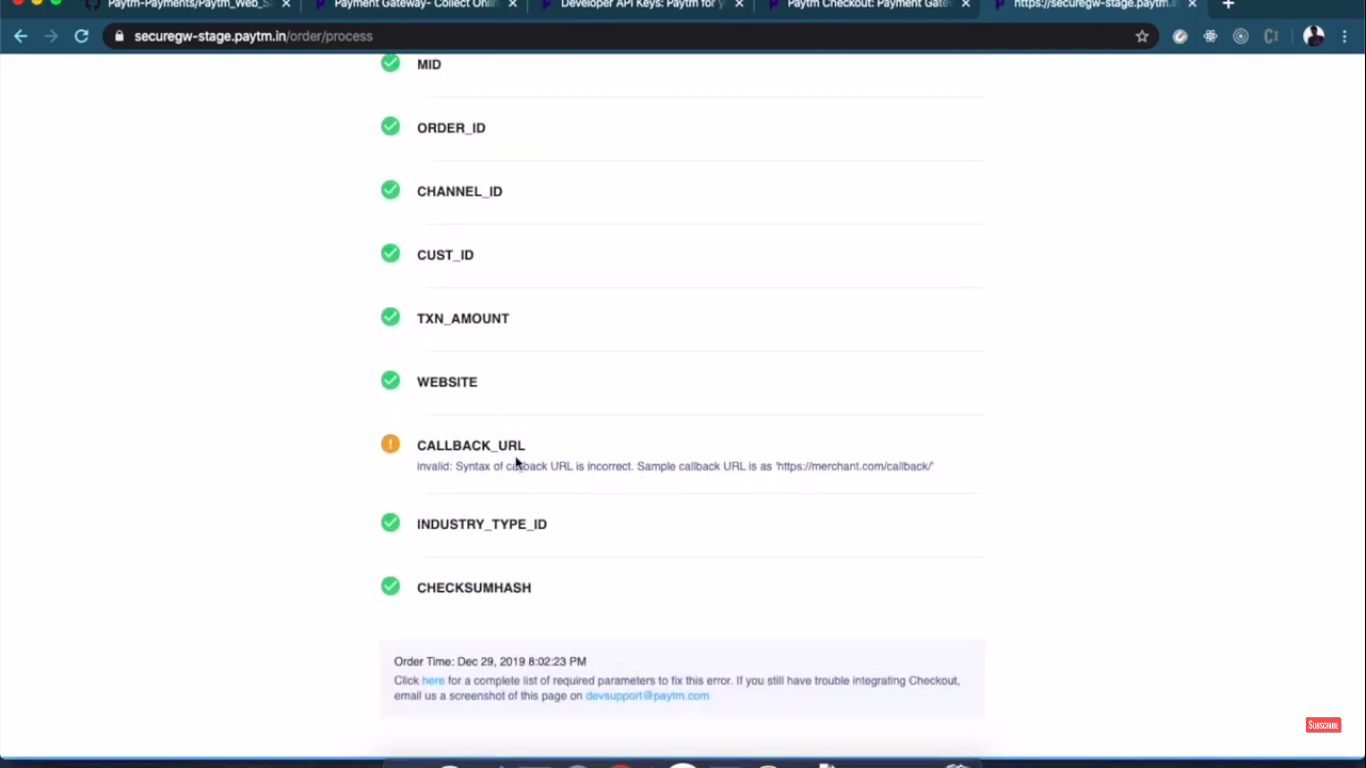 Paytm-Payments/Paytm_Web_S
Payment Gateway- Collect Onli
Developer API Keys: Paytm for
Paytm Checkout: Payment Gate
https://securegw-stage.paytm.in
securegw-stage.paytm.in/order/process
MID
ORDER_ID
CHANNEL_ID
CUST_ID
TXN_AMOUNT
WEBSITE
CALLBACK_URL
invalid: Syntax of callback URL is incorrect. Sample callback URL is as 'https://merchant.com/callback/'
INDUSTRY_TYPE_ID
CHECKSUMHASH
Order Time: Dec 29, 2019 8:02:23 PM
Click here for a complete list of required parameters to fix this error. If you still have trouble integrating Checkout,
email us a screenshot of this page on devsupport@paytm.com
SUBSCRIBE